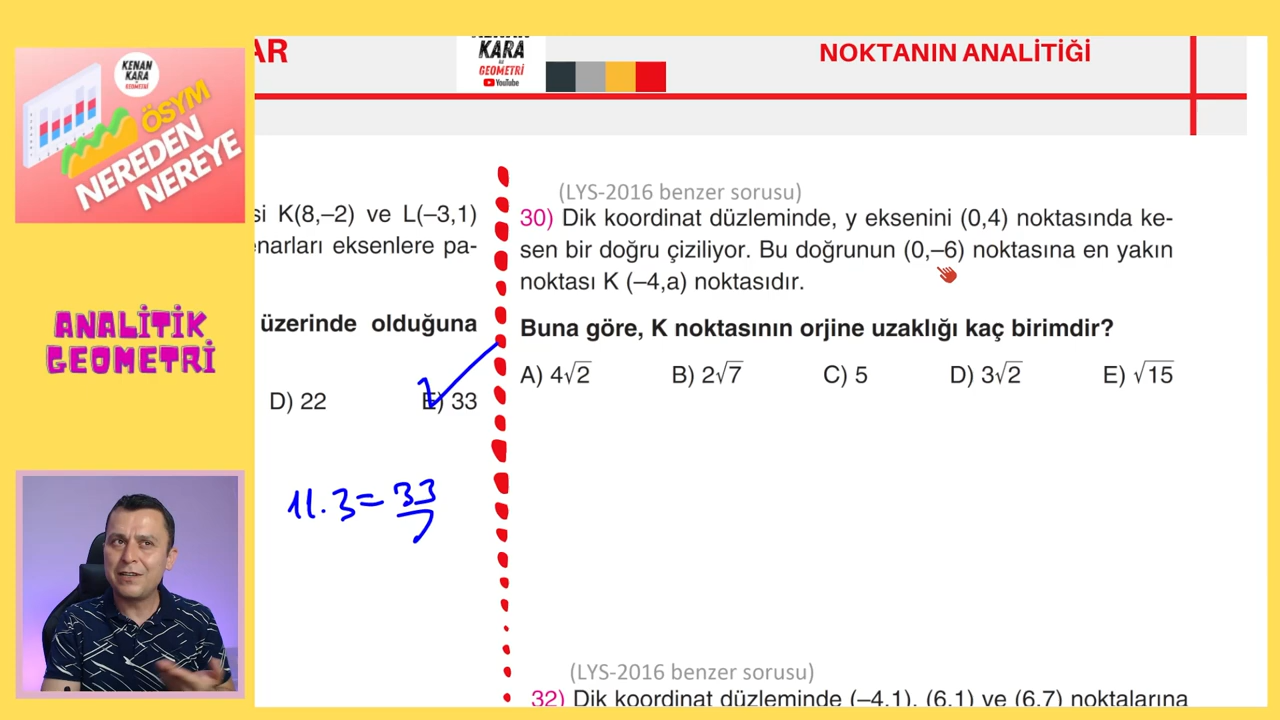 KENAN
KARA
ile
GEOMETRİ
ÖSYM
NEREDEN
NEREYE
ANALİTİK
GEOMETRİ
AR
KENAN
KARA
ile
GEOMETRİ
YouTube
NOKTANIN ANALİTİĞİ
si K(8,–2) ve L(–3,1)
enarları eksenlere pa-
üzerinde olduğuna
D) 22 E) 33
11.3=33
(LYS-2016 benzer sorusu)
30) Dik koordinat düzleminde, y eksenini (0,4) noktasında ke-
sen bir doğru çiziliyor. Bu doğrunun (0,–6) noktasına en yakın
noktası K (–4,a) noktasıdır.
Buna göre, K noktasının orjine uzaklığı kaç birimdir?
A) 4√2 B) 2√7 C) 5 D) 3√2 E) √15
(LYS-2016 benzer sorusu)
32) Dik koordinat düzleminde (–4,1), (6,1) ve (6,7) noktalarına